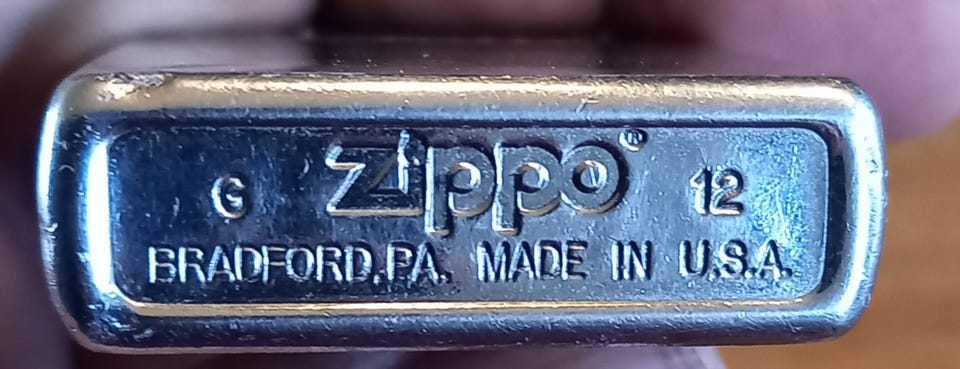 G Zippo® 12
BRADFORD,PA. MADE IN U.S.A.